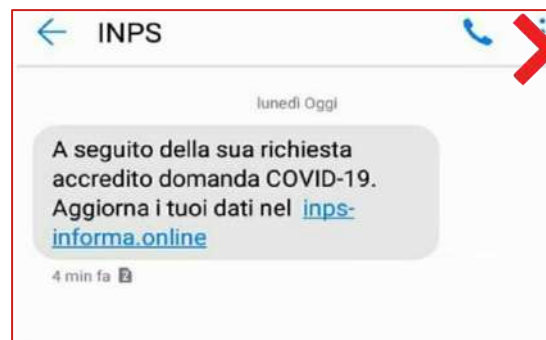 INPS
lunedì Oggi
A seguito della sua richiesta
accredito domanda COVID-19.
Aggiorna i tuoi dati nel inps-
informa.online
4 min fa 2